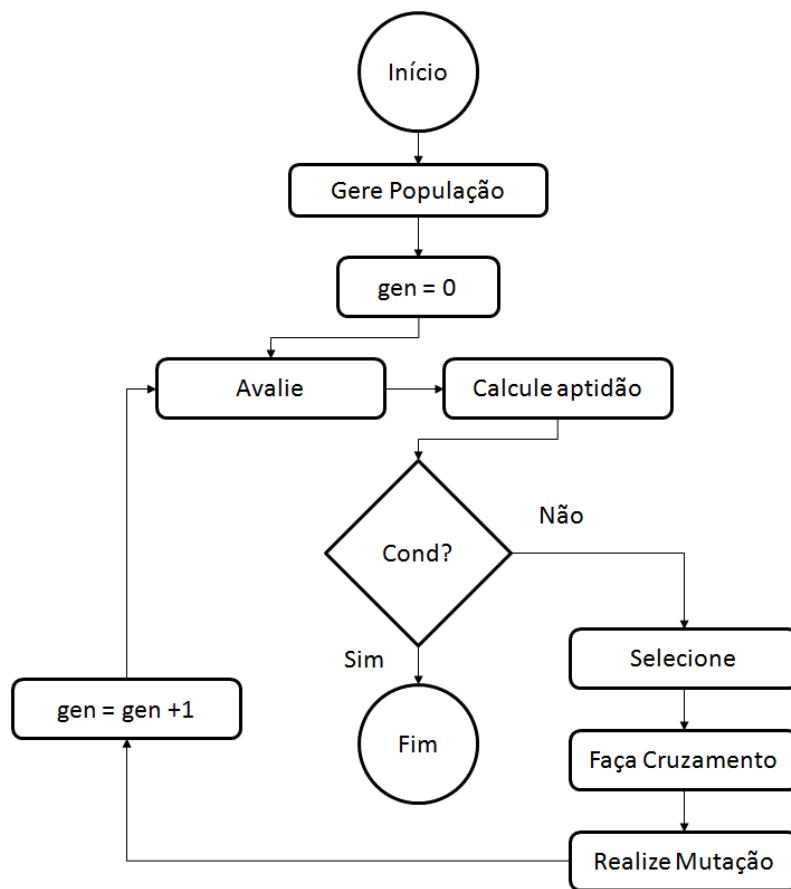 Início
Gere População
gen = 0
Avalie
Calcule aptidão
Cond?
Não
Sim
Selecione
gen = gen +1
Fim
Faça Cruzamento
Realize Mutação